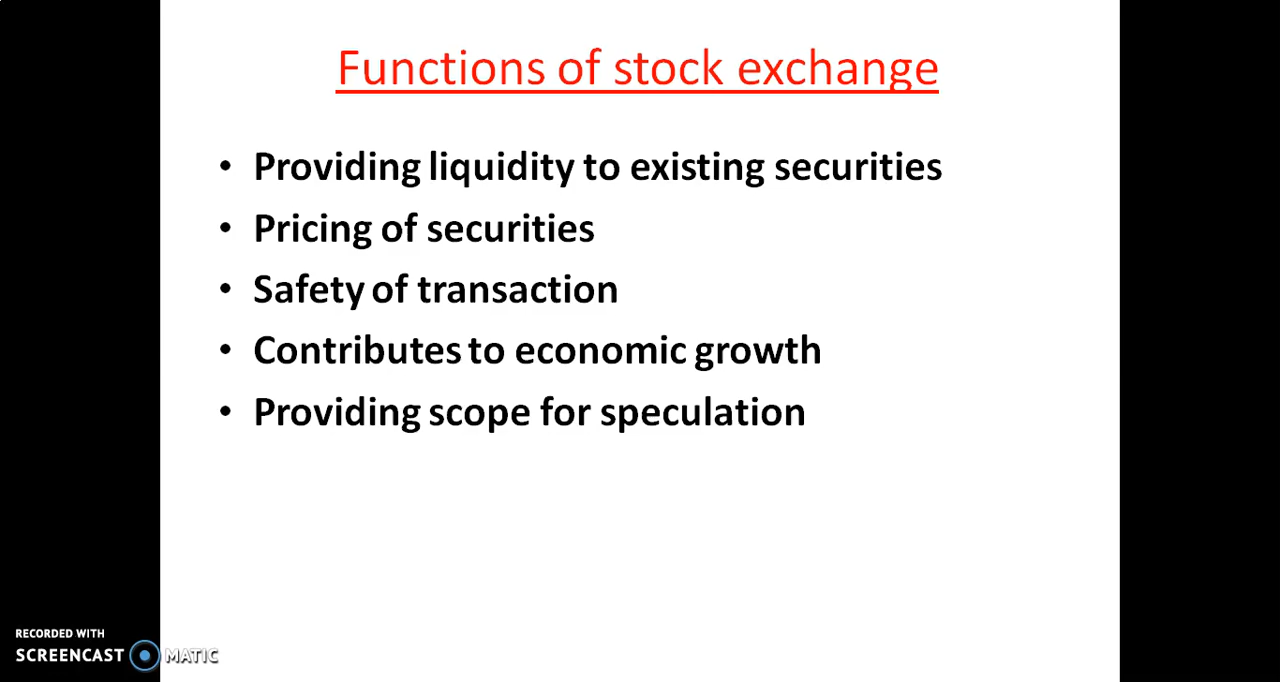 Functions of stock exchange
• Providing liquidity to existing securities
• Pricing of securities
• Safety of transaction
• Contributes to economic growth
• Providing scope for speculation
RECORDED WITH
SCREENCAST MATIC